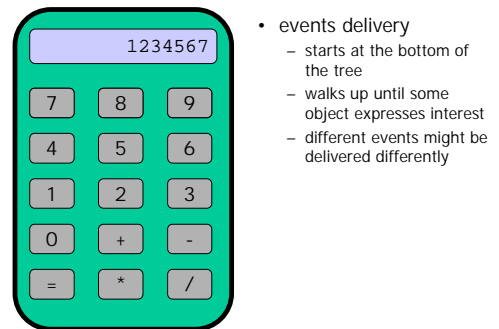 1234567
7 8 9
4 5 6
1 2 3
0 + -
= * /
• events delivery
– starts at the bottom of
the tree
– walks up until some
object expresses interest
– different events might be
delivered differently